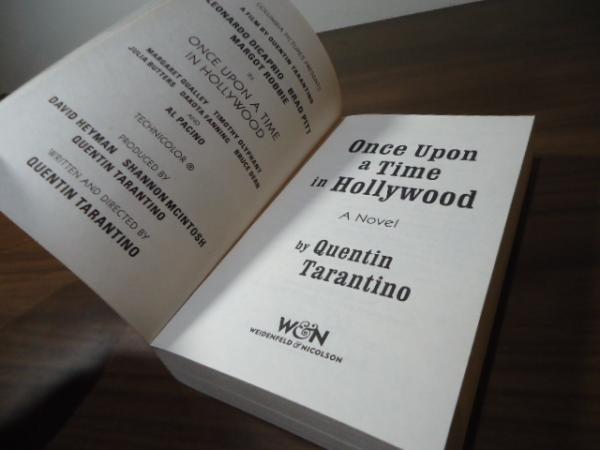 COLUMBIA PICTURES PRESENTS
A FILM BY QUENTIN TARANTINO
LEONARDO DICAPRIO BRAD PITT
MARGOT ROBBIE
IN
ONCE UPON A TIME
IN HOLLYWOOD
MARGARET QUALLEY TIMOTHY OLYPHANT
JULIA BUTTERS DAKOTA FANNING BRUCE DERN
AND
AL PACINO
TECHNICOLOR ®
PRODUCED BY
DAVID HEYMAN SHANNON MCINTOSH
QUENTIN TARANTINO
WRITTEN AND DIRECTED BY
QUENTIN TARANTINO
Once Upon
a Time
in Hollywood
A Novel
by Quentin
Tarantino
W&N
WEIDENFELD & NICOLSON